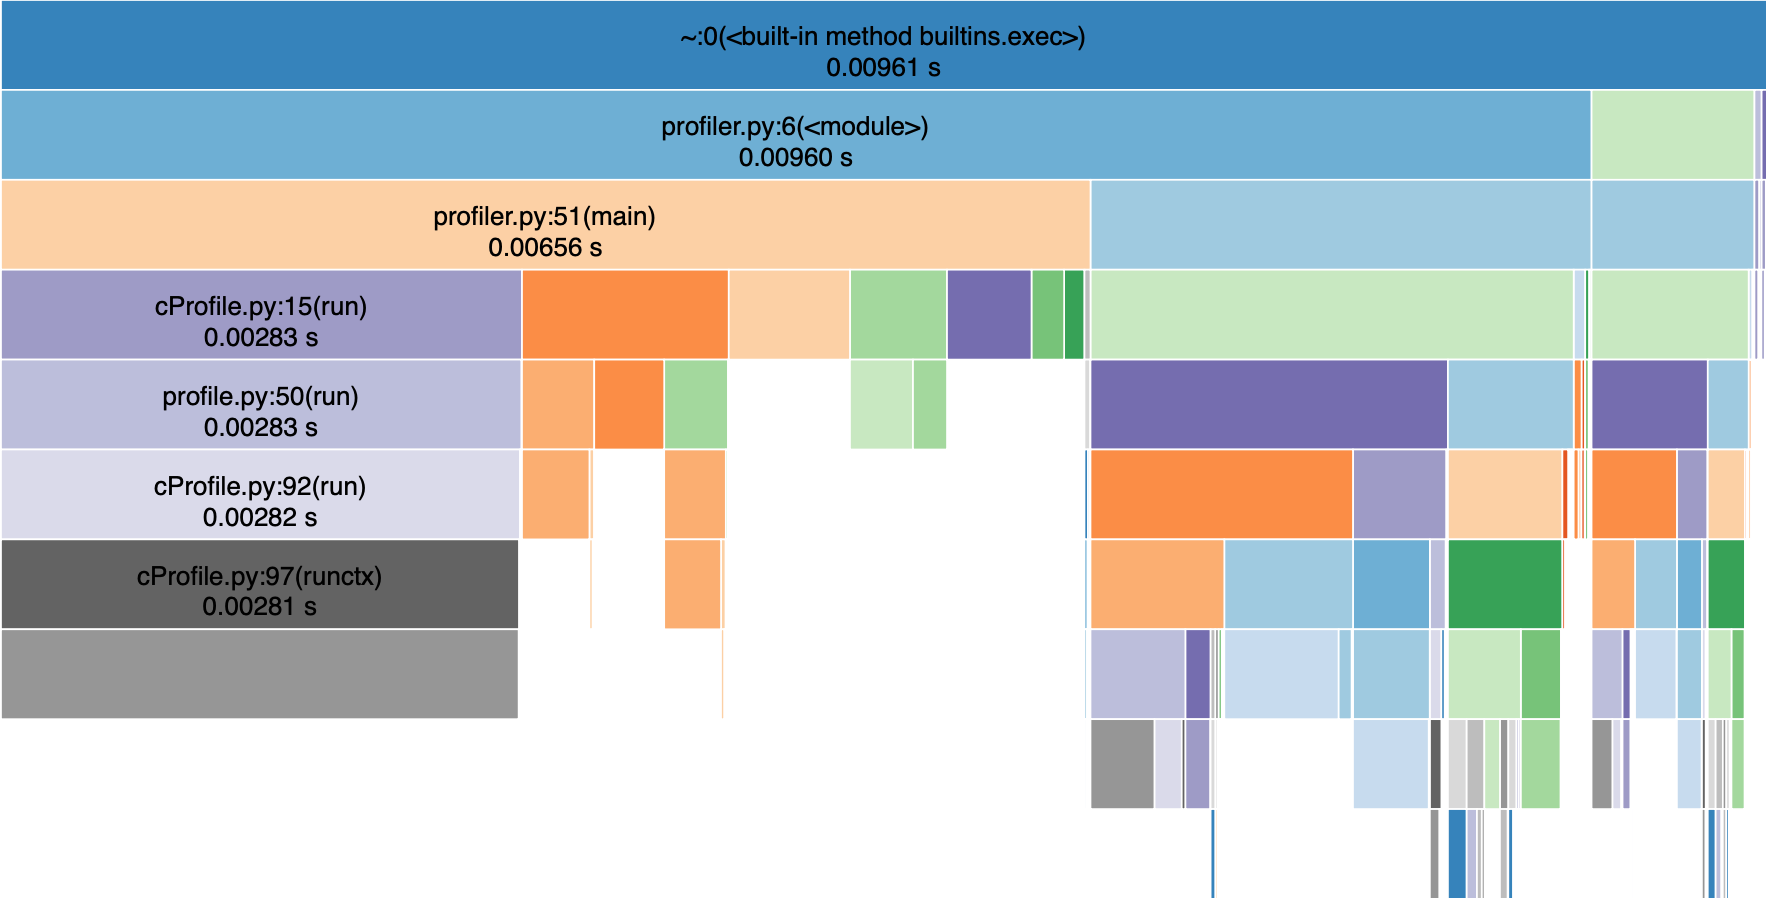 ~:0(<built-in method builtins.exec>)
0.00961 s
profiler.py:6(<module>)
0.00960 s
profiler.py:51(main)
0.00656 s
cProfile.py:15(run)
0.00283 s
profile.py:50(run)
0.00283 s
cProfile.py:92(run)
0.00282 s
cProfile.py:97(runctx)
0.00281 s